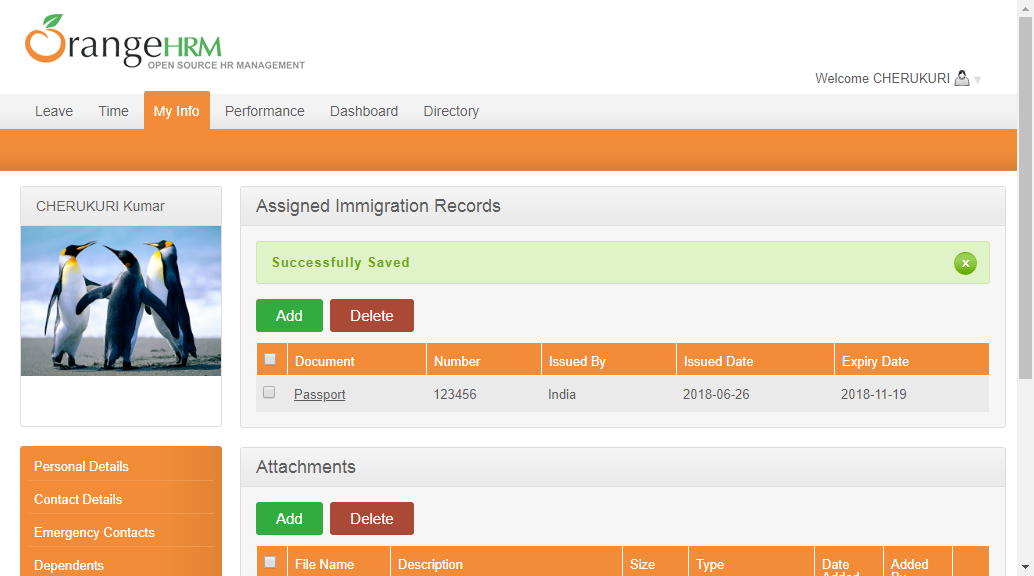 OrangeHRM
OPEN SOURCE HR MANAGEMENT
Welcome CHERUKURI
Leave Time My Info Performance Dashboard Directory
CHERUKURI Kumar
Assigned Immigration Records
Successfully Saved
Add Delete
Document Number Issued By Issued Date Expiry Date
Passport 123456 India 2018-06-26 2018-11-19
Personal Details
Contact Details
Emergency Contacts
Dependents
Attachments
Add Delete
File Name Description Size Type Date Added
Added By